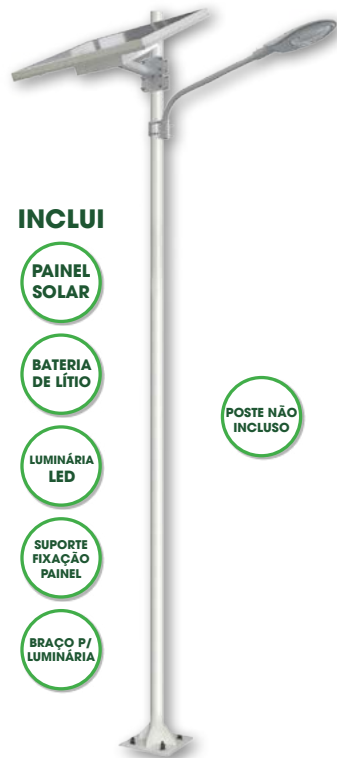 INCLUI
PAINEL
SOLAR
BATERIA
DE LÍTIO
LUMINÁRIA
LED
SUPORTE
FIXAÇÃO
PAINEL
BRAÇO P/
LUMINÁRIA
POSTE NÃO
INCLUSO